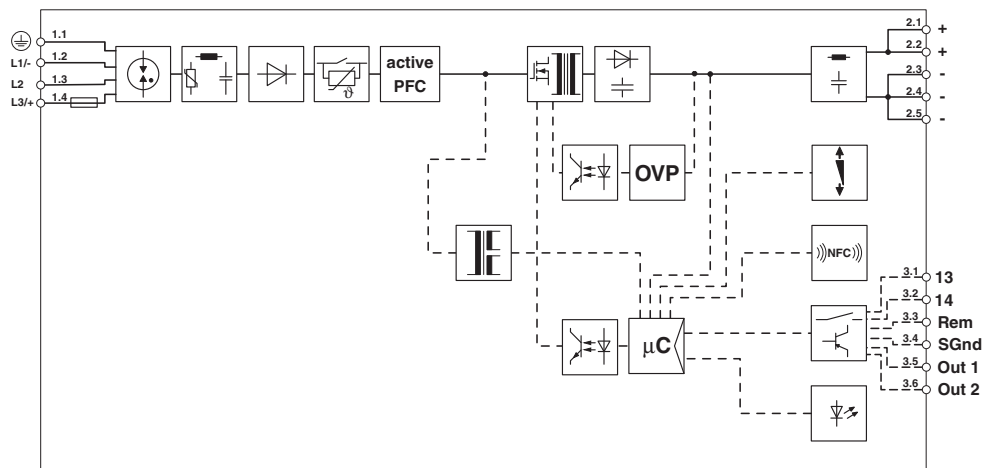 1.1
L1/-
1.2
L2
1.3
L3/+
1.4
ϑ
active
PFC
2.1
+
2.2
+
2.3
-
2.4
-
2.5
-
OVP
NFC
µC
3.1
13
3.2
14
3.3
Rem
3.4
SGnd
3.5
Out 1
3.6
Out 2